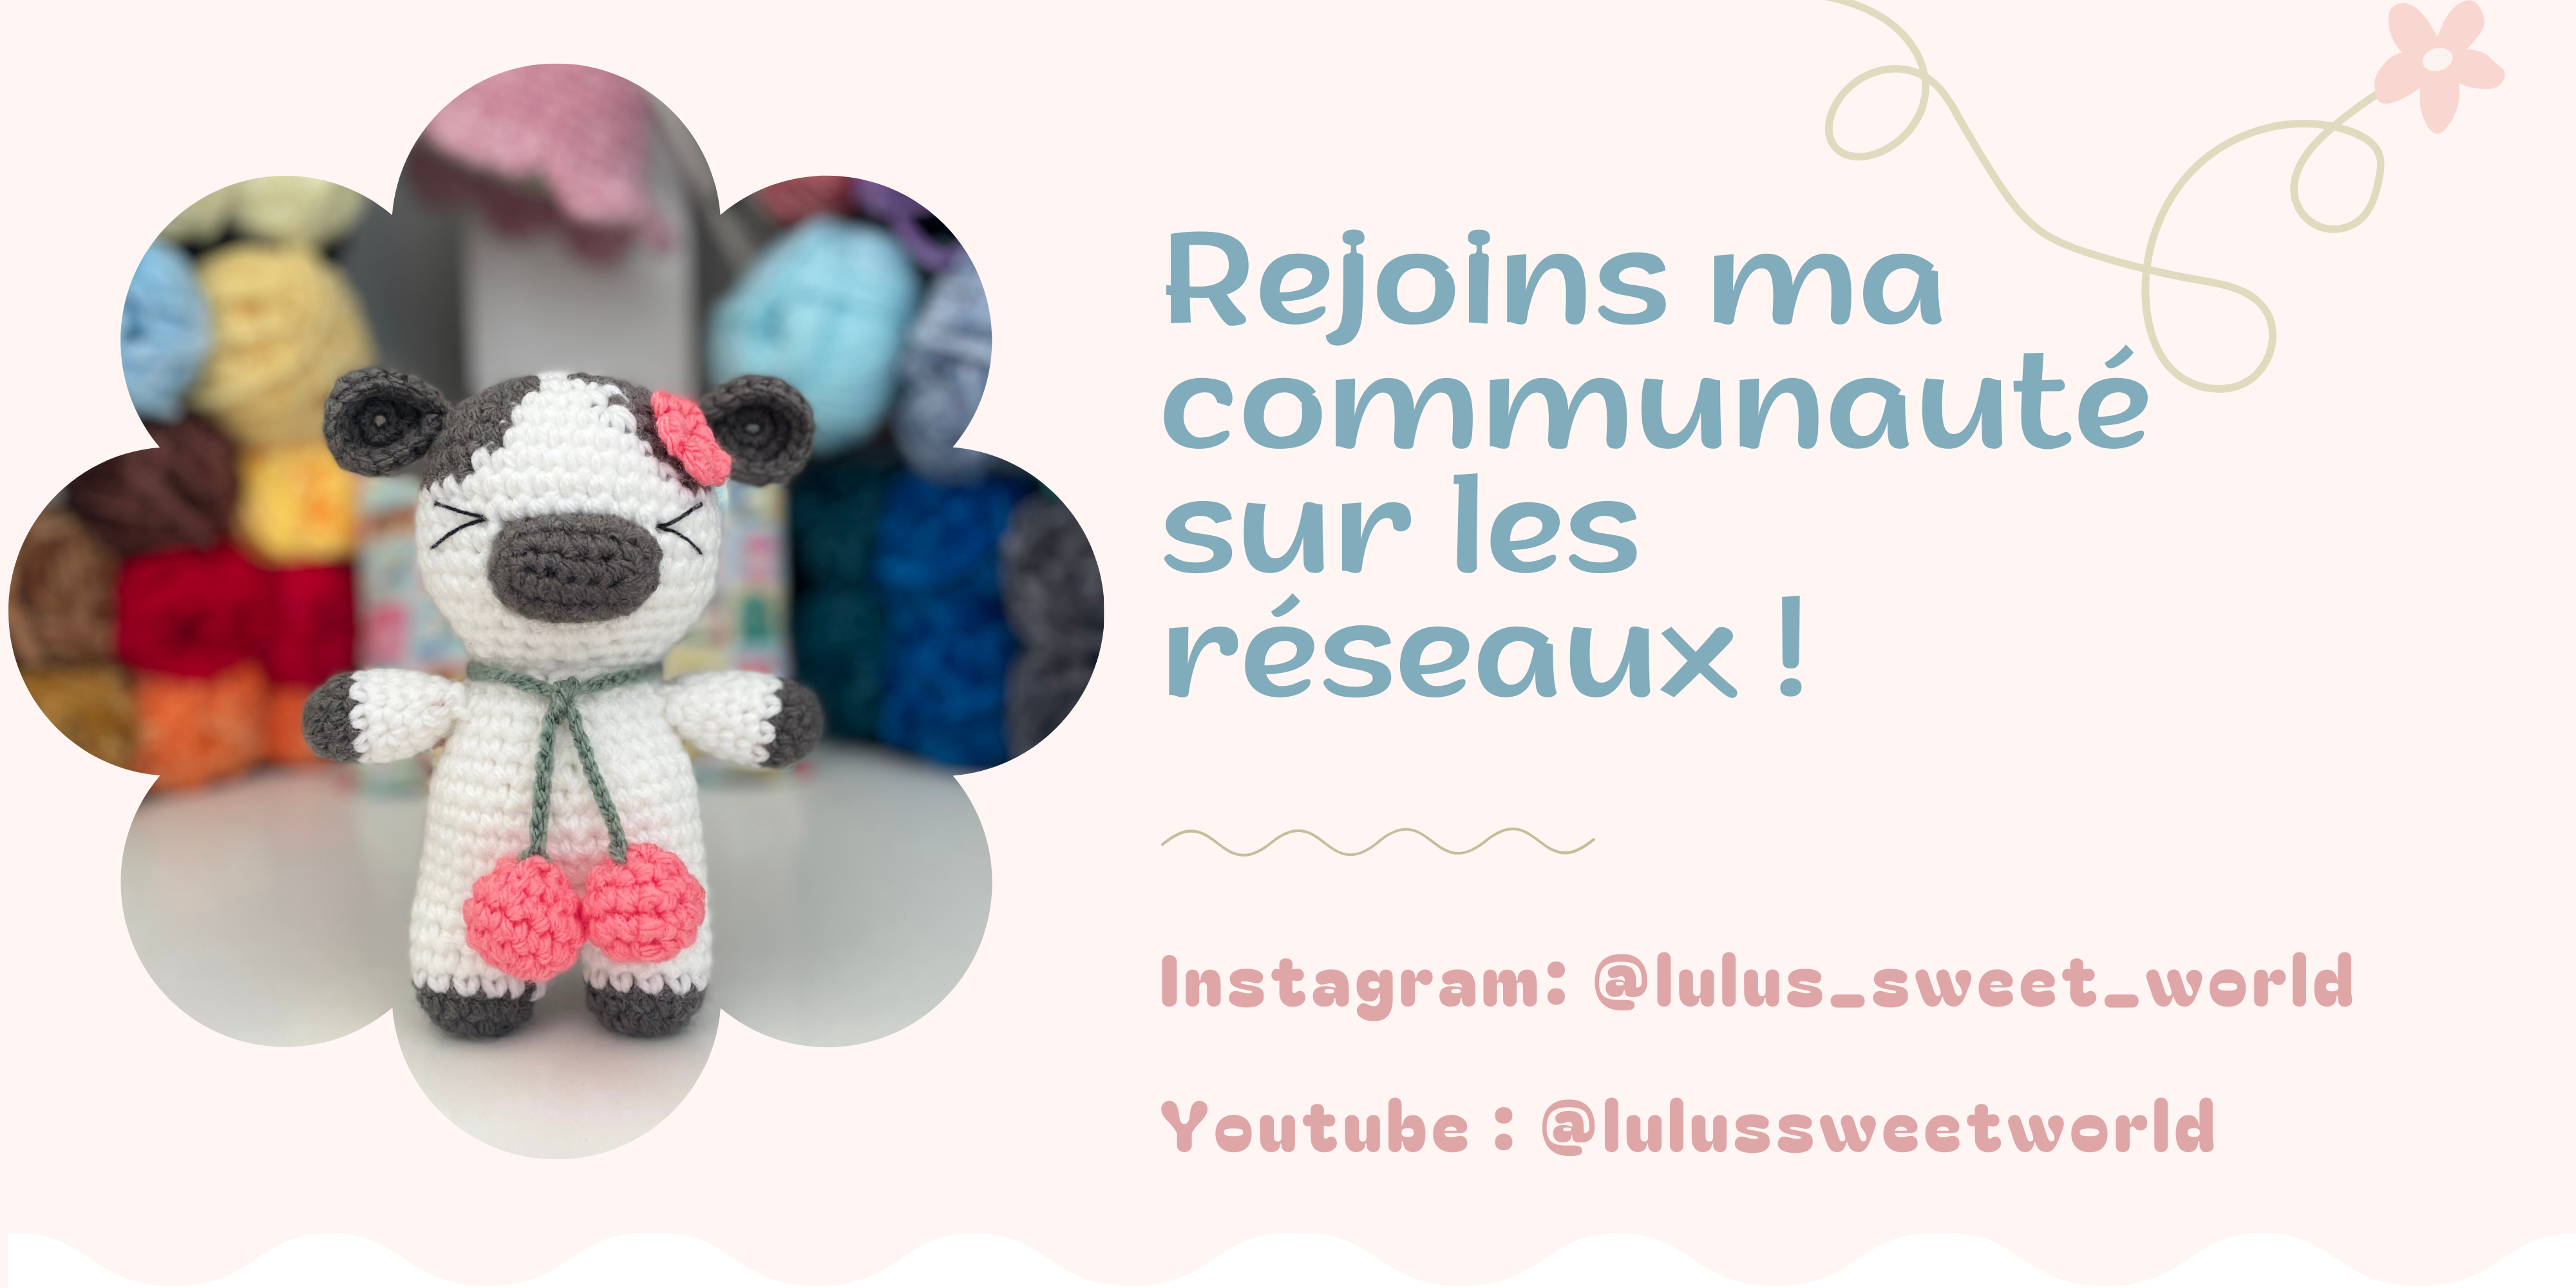 Rejoins ma
communauté
sur les
réseaux !
Instagram: @lulus_sweet_world
Youtube : @lulussweetworld